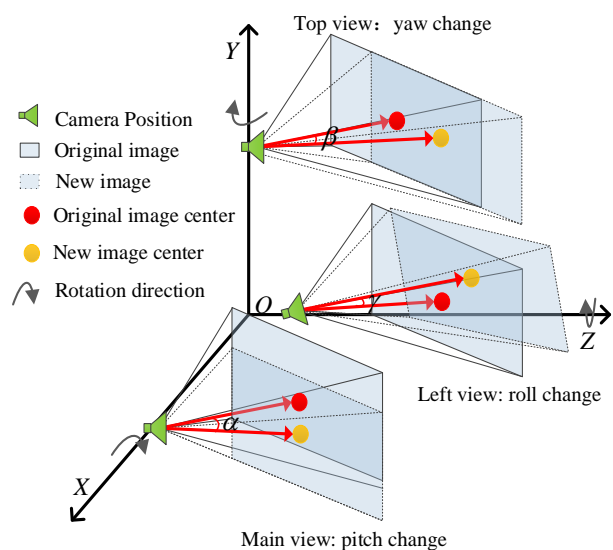 Top view：yaw change
Y
Camera Position
Original image
New image
Original image center
New image center
Rotation direction
β
O
γ
Z
Left view: roll change
α
X
Main view: pitch change